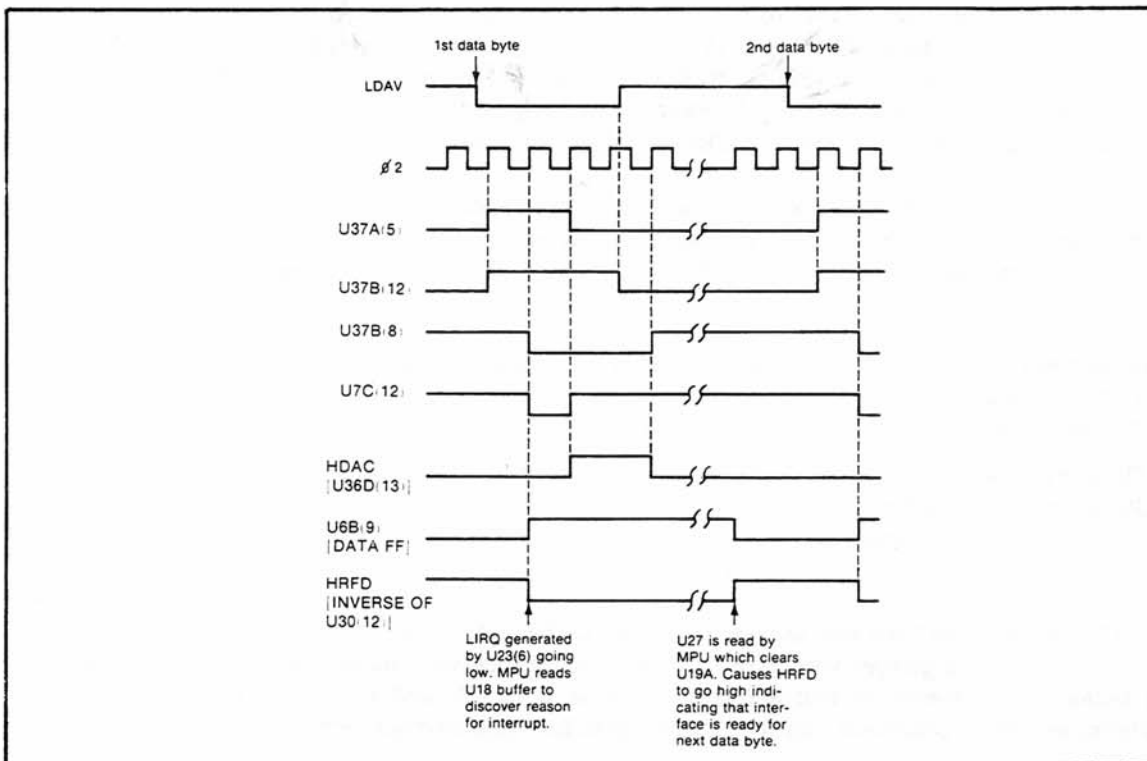 1st data byte
2nd data byte
LDAV
ø2
U37A(5)
U37B(12)
U37B(8)
U7C(12)
HDAC
[U36D(13)]
U6B(9)
[DATA FF]
HRFD
[INVERSE OF
U30(12)]
LIRQ generated
by U23(6) going
low. MPU reads
U18 buffer to
discover reason
for interrupt.
U27 is read by
MPU which clears
U19A. Causes HRFD
to go high indi-
cating that inter-
face is ready for
next data byte.